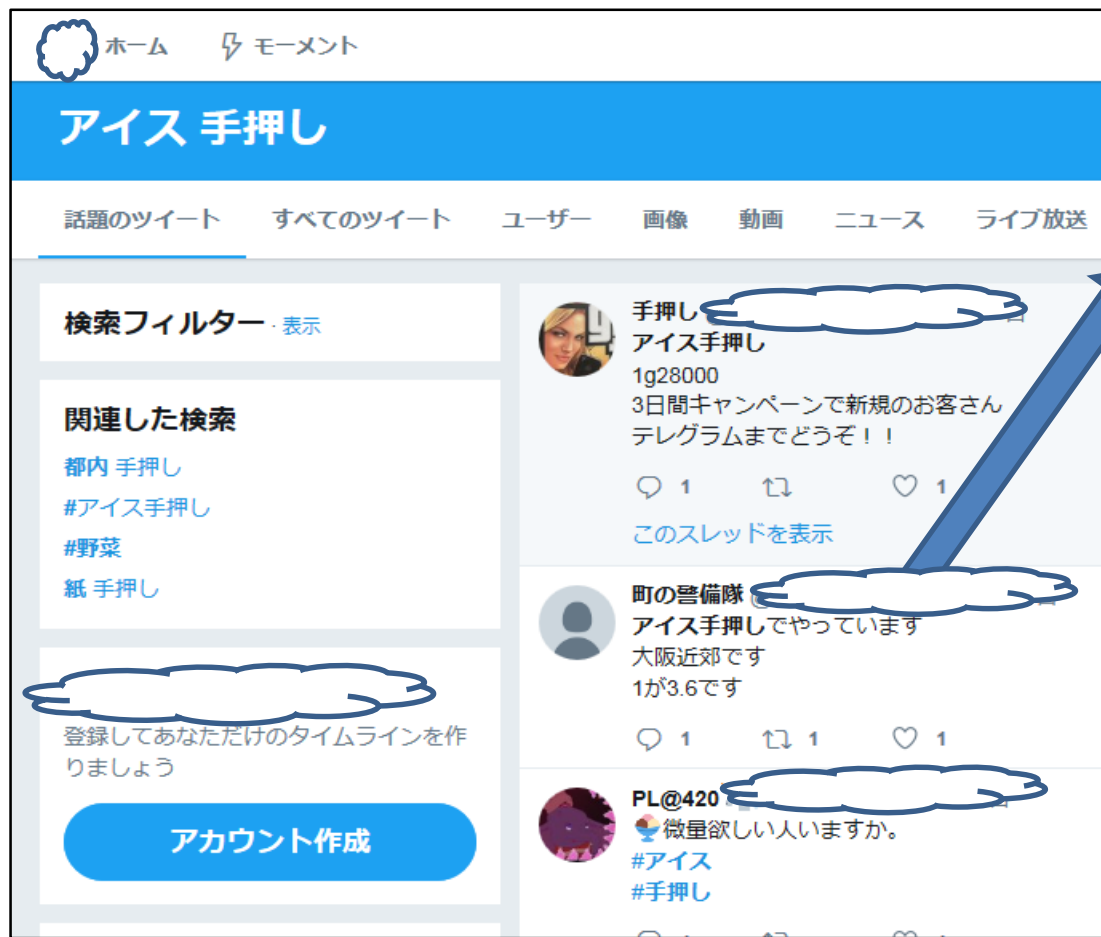 ホーム モーメント
アイス 手押し
話題のツイート すべてのツイート ユーザー 画像 動画 ニュース ライブ放送
検索フィルター · 表示
関連した検索
都内 手押し
#アイス手押し
#野菜
紙 手押し
登録してあなただけのタイムラインを作
りましょう
アカウント作成
手押し
アイス手押し
1g28000
3日間キャンペーンで新規のお客さん
テレグラムまでどうぞ！！
1 1
このスレッドを表示
町の警備隊
アイス手押しでやっています
大阪近郊です
1が3.6です
1 1 1
PL@420
🍨微量欲しい人いますか。
#アイス
#手押し